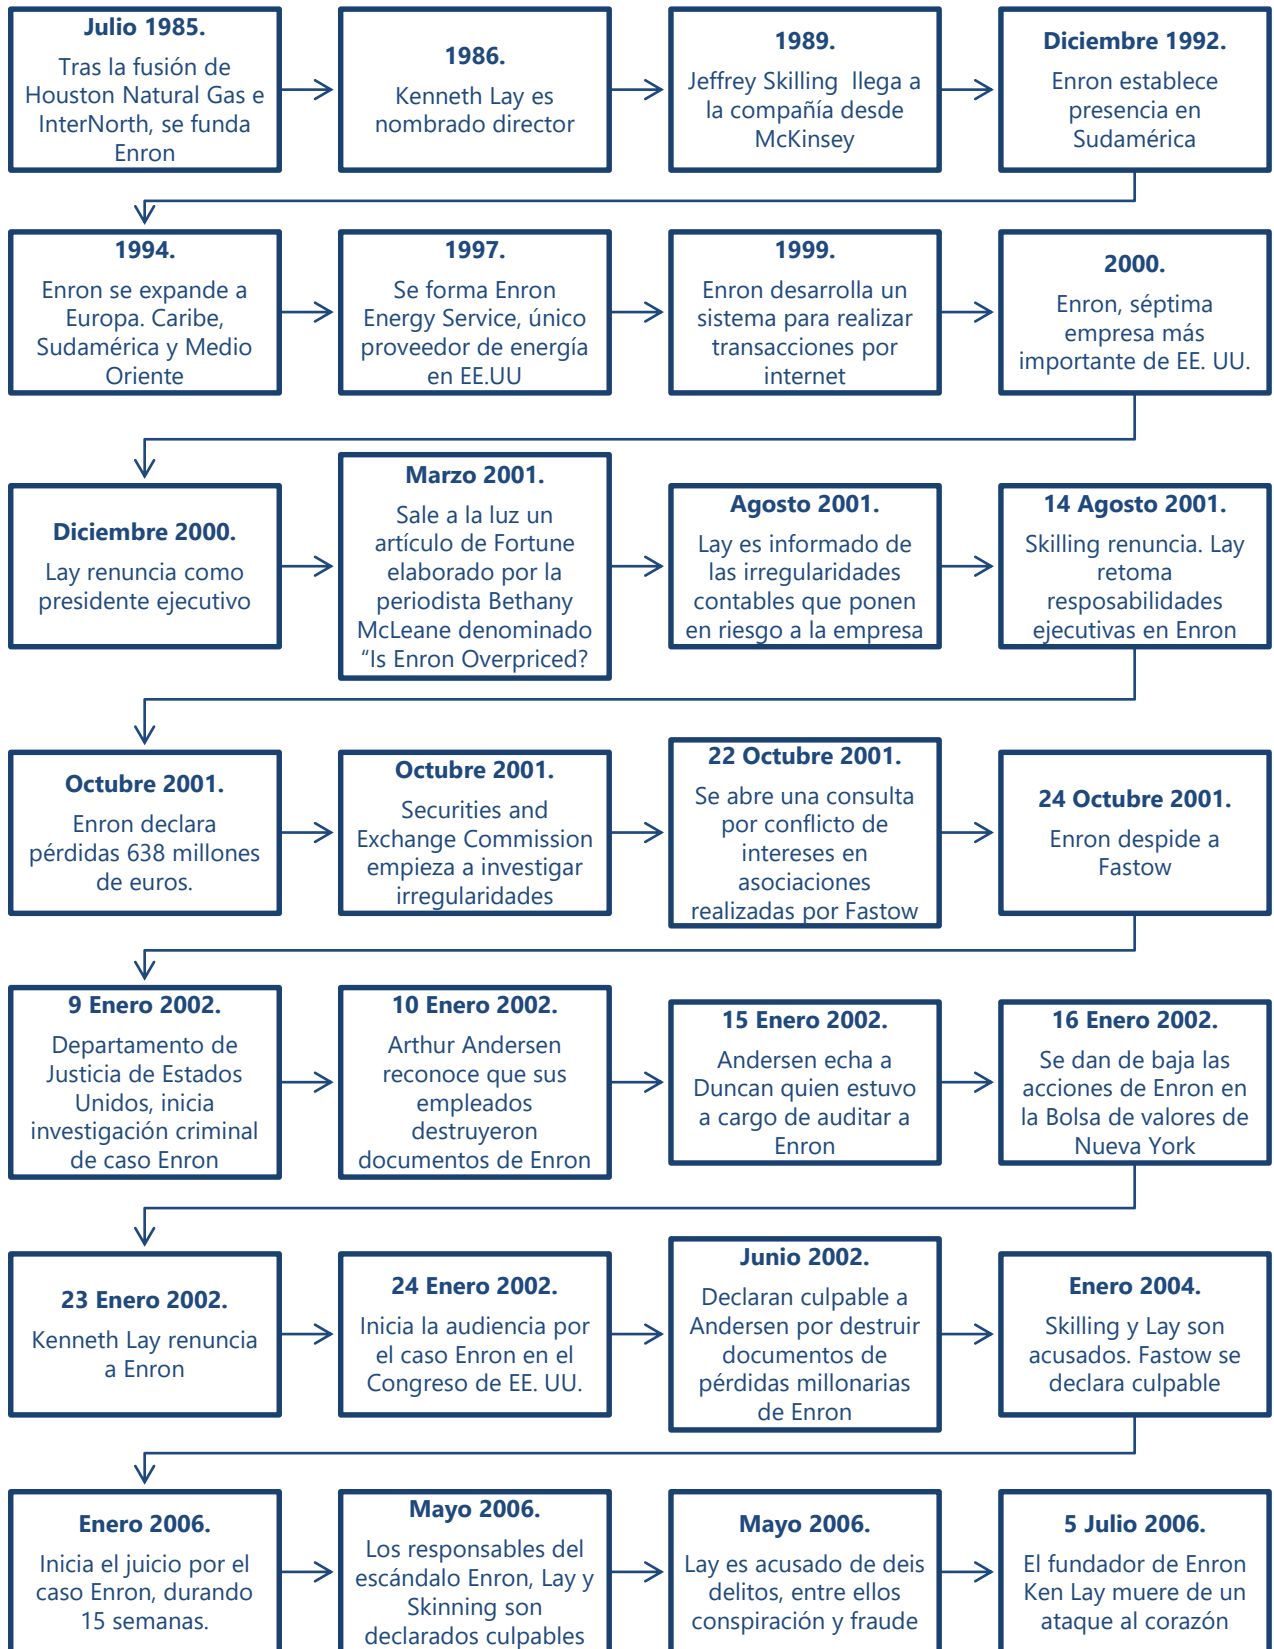 Julio 1985.
Tras la fusión de
Houston Natural Gas e
InterNorth, se funda
Enron
1986.
Kenneth Lay es
nombrado director
1989.
Jeffrey Skilling llega a
la compañía desde
McKinsey
Diciembre 1992.
Enron establece
presencia en
Sudamérica
1994.
Enron se expande a
Europa. Caribe,
Sudamérica y Medio
Oriente
1997.
Se forma Enron
Energy Service, único
proveedor de energía
en EE.UU
1999.
Enron desarrolla un
sistema para realizar
transacciones por
internet
2000.
Enron, séptima
empresa más
importante de EE. UU.
Diciembre 2000.
Lay renuncia como
presidente ejecutivo
Marzo 2001.
Sale a la luz un
artículo de Fortune
elaborado por la
periodista Bethany
McLeane denominado
“Is Enron Overpriced?
Agosto 2001.
Lay es informado de
las irregularidades
contables que ponen
en riesgo a la empresa
14 Agosto 2001.
Skilling renuncia. Lay
retoma
resposabilidades
ejecutivas en Enron
Octubre 2001.
Enron declara
pérdidas 638 millones
de euros.
Octubre 2001.
Securities and
Exchange Commission
empieza a investigar
irregularidades
22 Octubre 2001.
Se abre una consulta
por conflicto de
intereses en
asociaciones
realizadas por Fastow
24 Octubre 2001.
Enron despide a
Fastow
9 Enero 2002.
Departamento de
Justicia de Estados
Unidos, inicia
investigación criminal
de caso Enron
10 Enero 2002.
Arthur Andersen
reconoce que sus
empleados
destruyeron
documentos de Enron
15 Enero 2002.
Andersen echa a
Duncan quien estuvo
a cargo de auditar a
Enron
16 Enero 2002.
Se dan de baja las
acciones de Enron en
la Bolsa de valores de
Nueva York
23 Enero 2002.
Kenneth Lay renuncia
a Enron
24 Enero 2002.
Inicia la audiencia por
el caso Enron en el
Congreso de EE. UU.
Junio 2002.
Declaran culpable a
Andersen por destruir
documentos de
pérdidas millonarias
de Enron
Enero 2004.
Skilling y Lay son
acusados. Fastow se
declara culpable
Enero 2006.
Inicia el juicio por el
caso Enron, durando
15 semanas.
Mayo 2006.
Los responsables del
escándalo Enron, Lay y
Skinning son
declarados culpables
Mayo 2006.
Lay es acusado de deis
delitos, entre ellos
conspiración y fraude
5 Julio 2006.
El fundador de Enron
Ken Lay muere de un
ataque al corazón